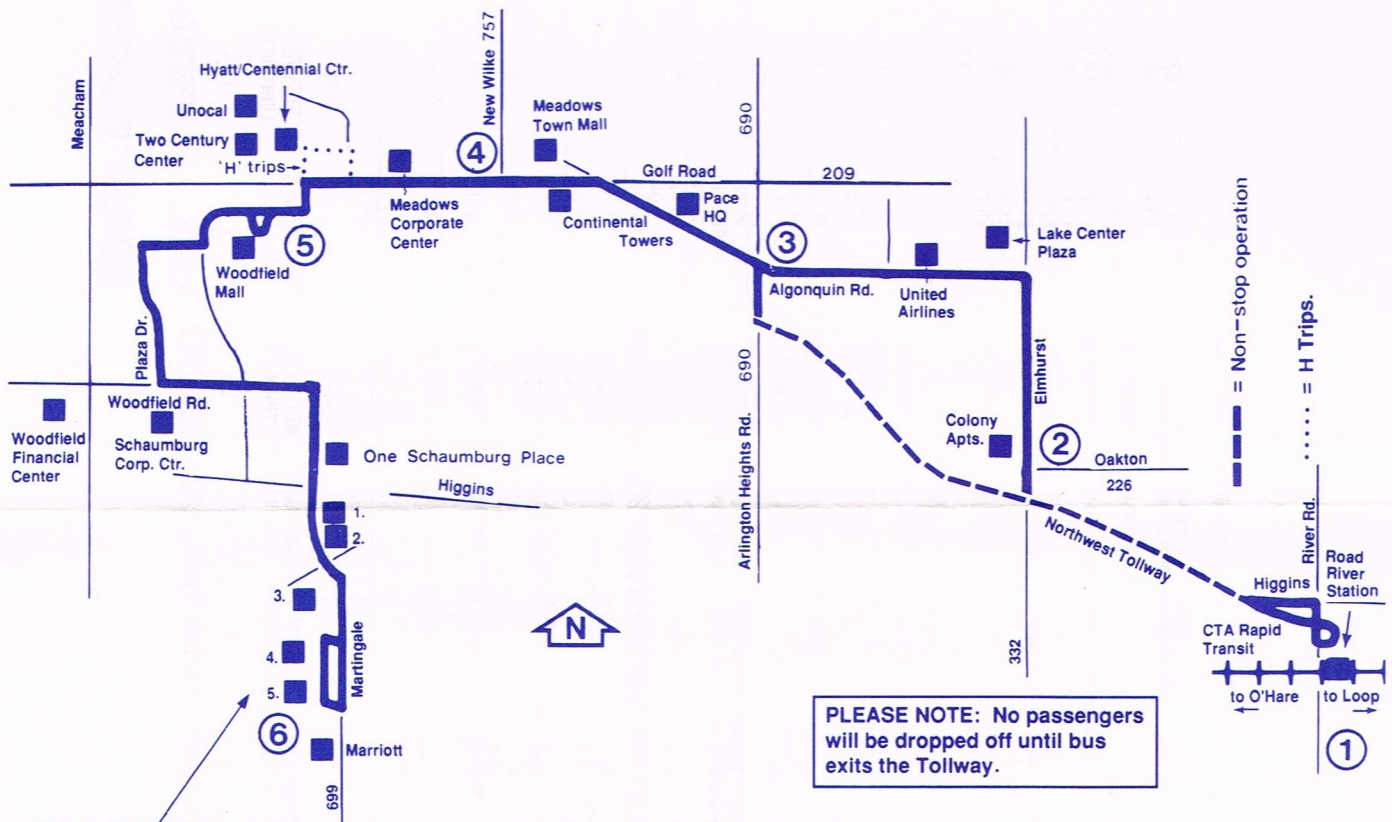 Meacham
Hyatt/Centennial Ctr.
Unocal
Two Century
Center
'H' trips
New Wilke 757
4
Meadows
Town Mall
690
Golf Road
209
Meadows
Corporate
Center
Continental
Towers
Pace
HQ
3
5
Woodfield
Mall
Algonquin Rd.
United
Airlines
Lake Center
Plaza
= Non-stop operation
= H Trips.
Plaza Dr.
Woodfield Rd.
Woodfield
Financial
Center
Schaumburg
Corp. Ctr.
One Schaumburg Place
Higgins
Arlington Heights Rd. 690
Elmhurst
Colony
Apts.
2
Oakton
226
1.
2.
3.
4.
5.
Martingale
6
Marriott
699
N
Northwest Tollway
332
River Rd.
Higgins
Road
River
Station
CTA Rapid
Transit
to O'Hare
to Loop
1
PLEASE NOTE: No passengers
will be dropped off until bus
exits the Tollway.